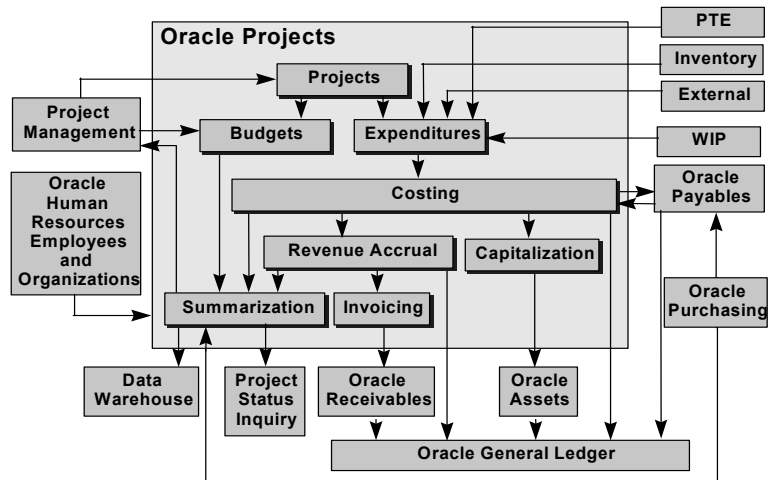 Oracle Projects
PTE
Inventory
External
WIP
Projects
Project
Management
Budgets
Expenditures
Oracle
Human
Resources
Employees
and
Organizations
Costing
Oracle
Payables
Revenue Accrual
Capitalization
Summarization
Invoicing
Oracle
Purchasing
Data
Warehouse
Project
Status
Inquiry
Oracle
Receivables
Oracle
Assets
Oracle General Ledger